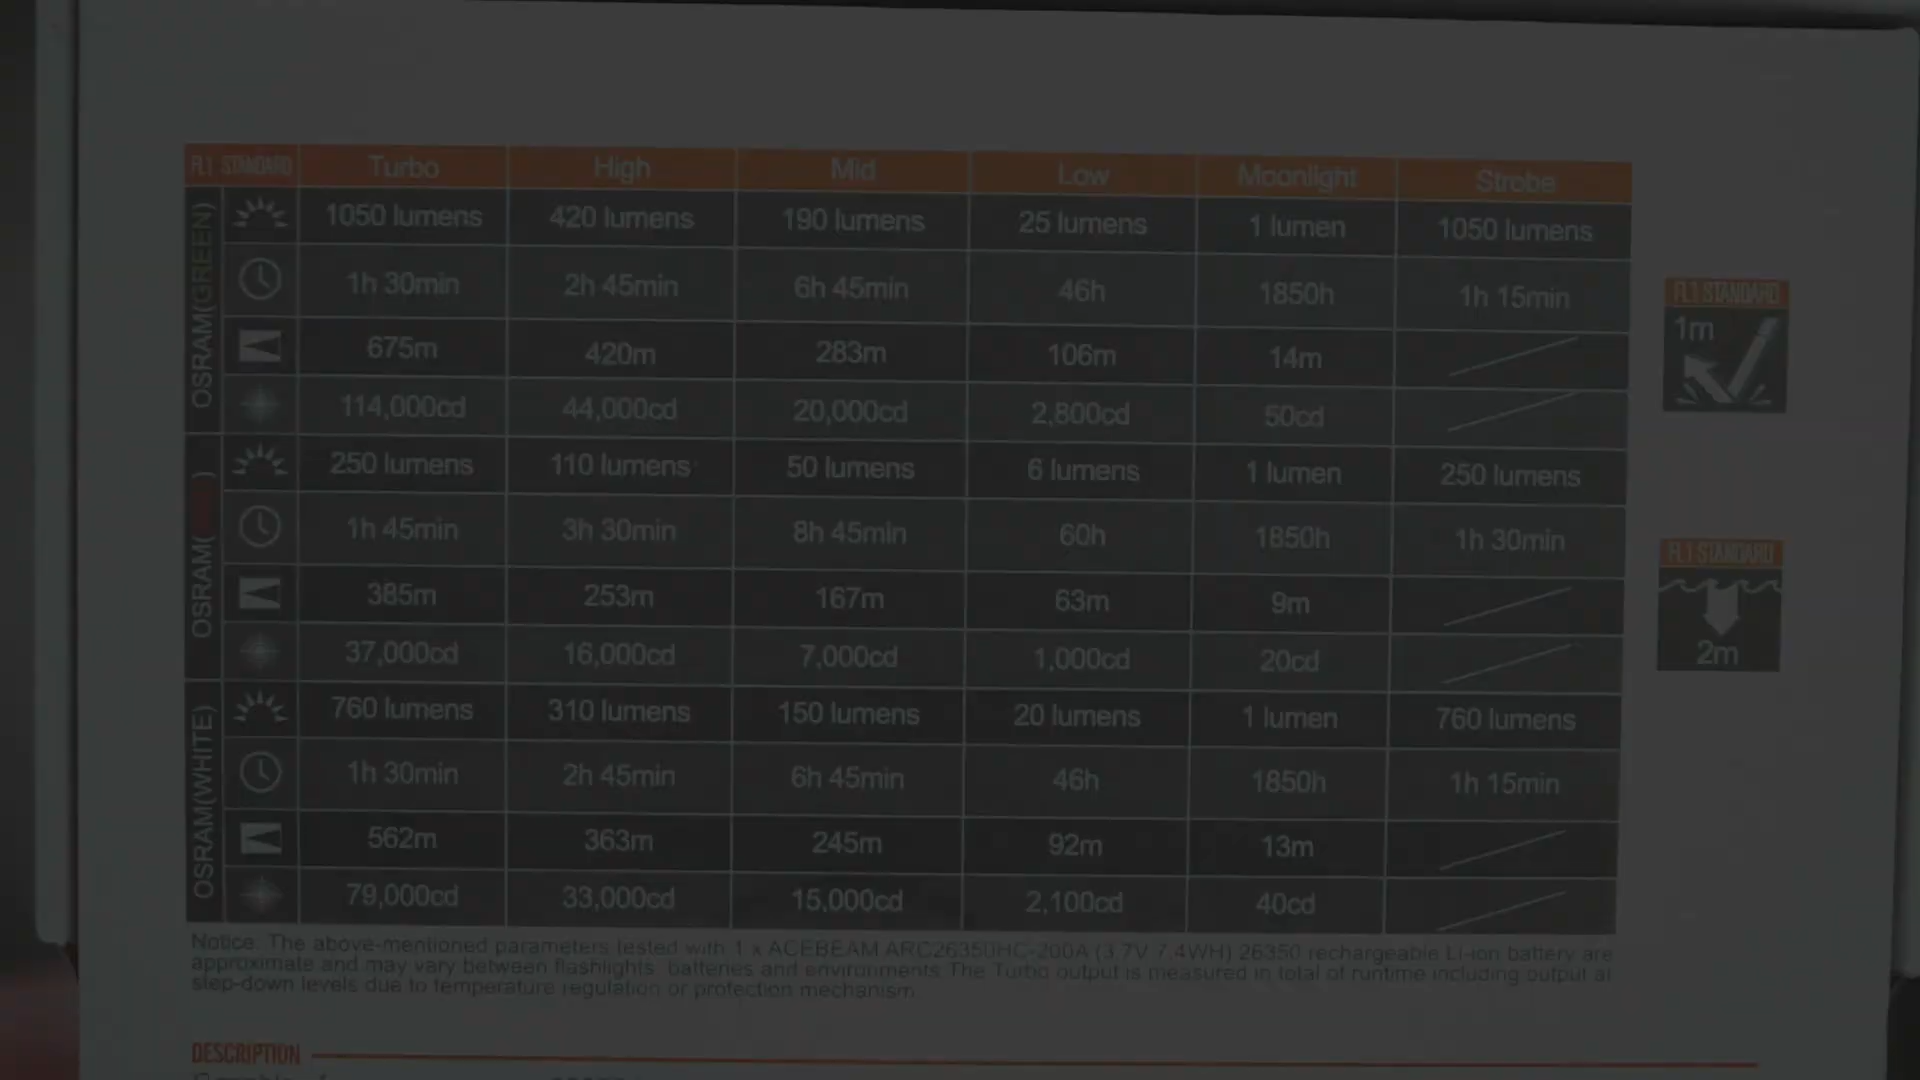 FL1 STANDARD Turbo High Mid Low Moonlight Strobe
OSRAM(GREEN)
1050 lumens 420 lumens 190 lumens 25 lumens 1 lumen 1050 lumens
1h 30min 2h 45min 6h 45min 46h 1850h 1h 15min
675m 420m 283m 106m 14m
114,000cd 44,000cd 20,000cd 2,800cd 50cd
OSRAM( )
250 lumens 110 lumens 50 lumens 6 lumens 1 lumen 250 lumens
1h 45min 3h 30min 8h 45min 60h 1850h 1h 30min
385m 253m 167m 63m 9m
37,000cd 16,000cd 7,000cd 1,000cd 20cd
OSRAM(WHITE)
760 lumens 310 lumens 150 lumens 20 lumens 1 lumen 760 lumens
1h 30min 2h 45min 6h 45min 46h 1850h 1h 15min
562m 363m 245m 92m 13m
79,000cd 33,000cd 15,000cd 2,100cd 40cd
FL1 STANDARD
1m
FL1 STANDARD
2m
Notice: The above-mentioned parameters tested with 1 x ACEBEAM ARC26350HC-200A (3.7V 7.4WH) 26350 rechargeable Li-ion battery are
approximate and may vary between flashlights, batteries and environments. The Turbo output is measured in total of runtime including output at
step-down levels due to temperature regulation or protection mechanism.
DESCRIPTION